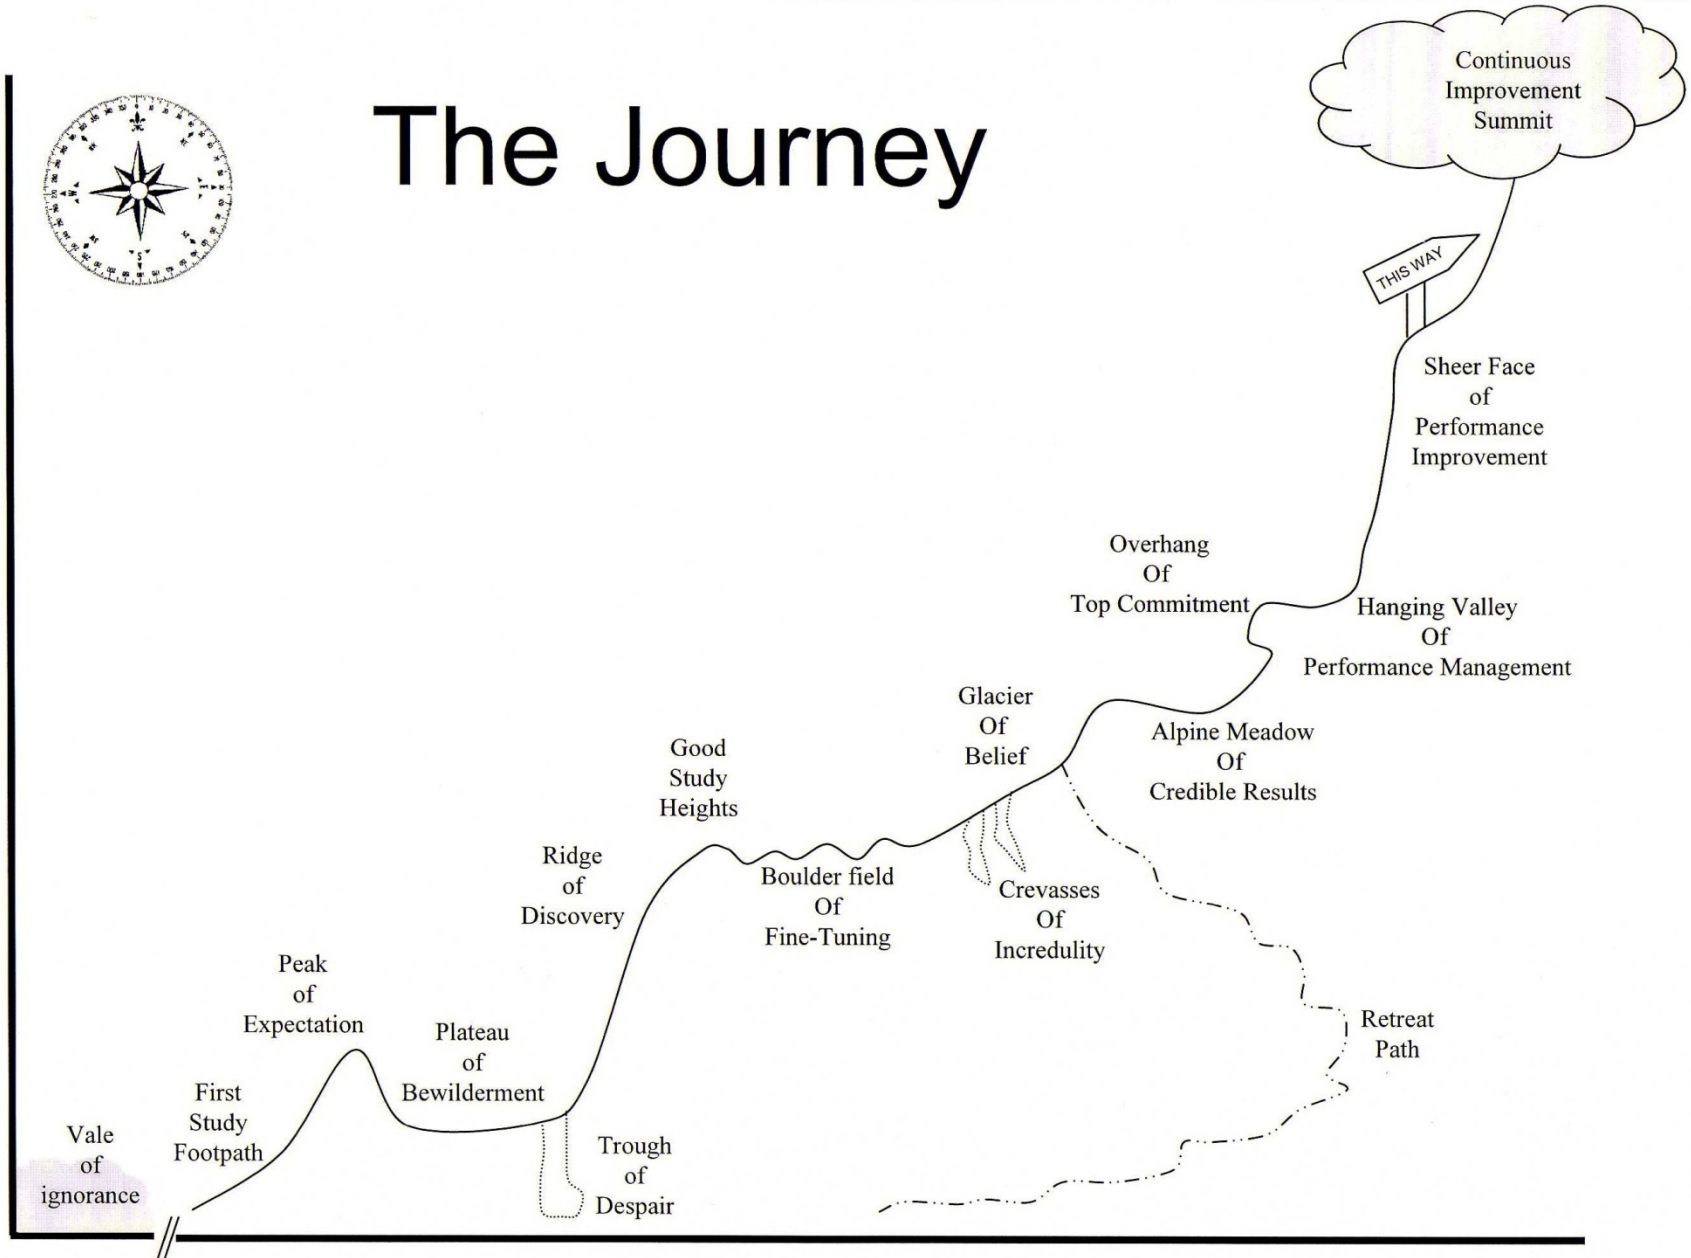 The Journey
Continuous
Improvement
Summit
THIS WAY
Sheer Face
of
Performance
Improvement
Overhang
Of
Top Commitment
Hanging Valley
Of
Performance Management
Glacier
Of
Belief
Alpine Meadow
Of
Credible Results
Good
Study
Heights
Ridge
of
Discovery
Boulder field
Of
Fine-Tuning
Crevasses
Of
Incredulity
Peak
of
Expectation
Plateau
of
Bewilderment
Retreat
Path
First
Study
Footpath
Vale
of
ignorance
Trough
of
Despair
S